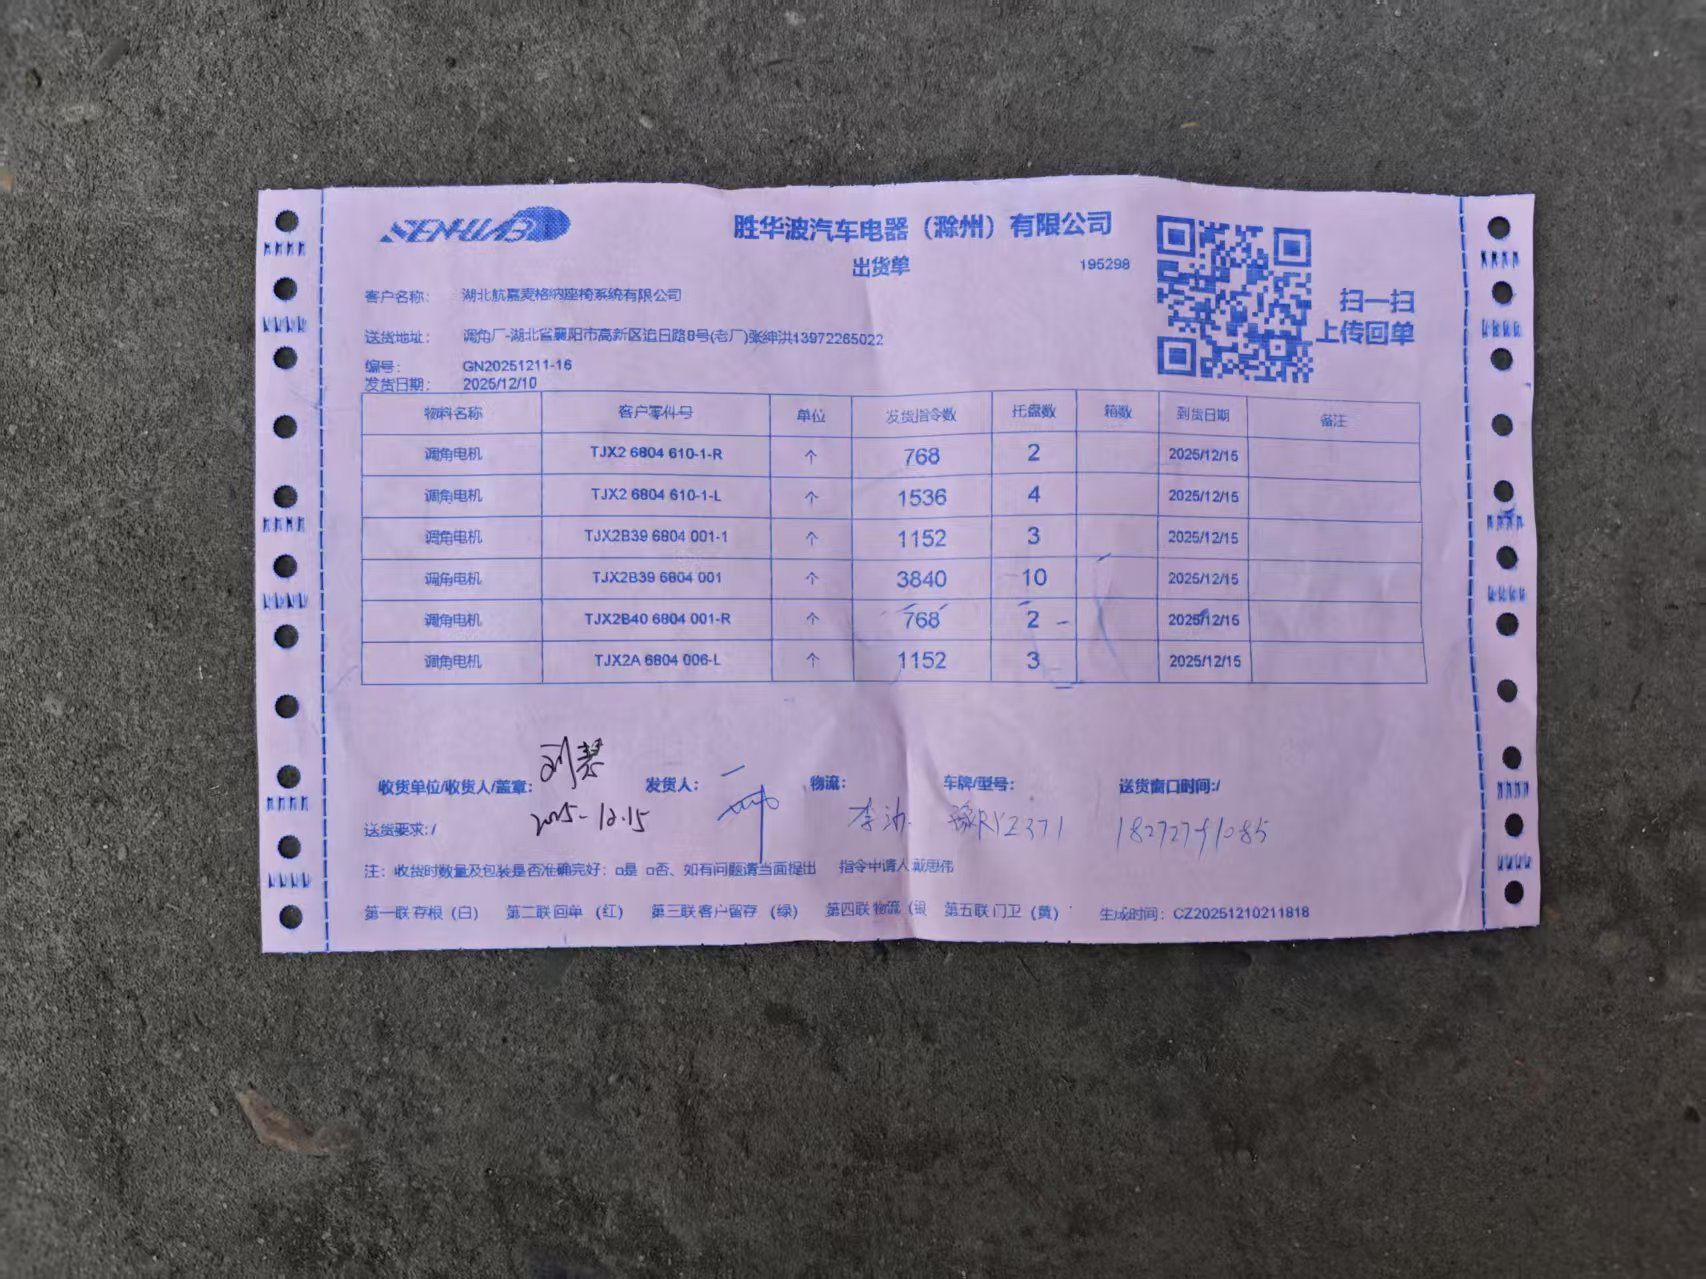 SENHUAB
胜华波汽车电器（滁州）有限公司
出货单 195298
扫一扫
上传回单
客户名称： 湖北航嘉麦格纳座椅系统有限公司
送货地址： 调角厂-湖北省襄阳市高新区追日路8号(老厂)张绅洪13972265022
编号： GN20251211-16
发货日期： 2025/12/10
物料名称 客户零件号 单位 发货指令数 托盘数 箱数 到货日期 备注
调角电机 TJX2 6804 610-1-R 个 768 2 2025/12/15
调角电机 TJX2 6804 610-1-L 个 1536 4 2025/12/15
调角电机 TJX2B39 6804 001-1 个 1152 3 2025/12/15
调角电机 TJX2B39 6804 001 个 3840 10 2025/12/15
调角电机 TJX2B40 6804 001-R 个 768 2 2025/12/15
调角电机 TJX2A 6804 006-L 个 1152 3 2025/12/15
收货单位/收货人/盖章： 刘慧 发货人： 物流： 车牌/型号： 送货窗口时间:/
送货要求:/ 2025-12.15 李 豫RYZ371
注：收货时数量及包装是否准确完好：□是 □否、如有问题请当面提出 指令申请人戴思伟
第一联 存根（白） 第二联 回单 （红） 第三联 客户留存 （绿） 第四联 物流（银 第五联 门卫（黄） 生成时间：CZ20251210211818